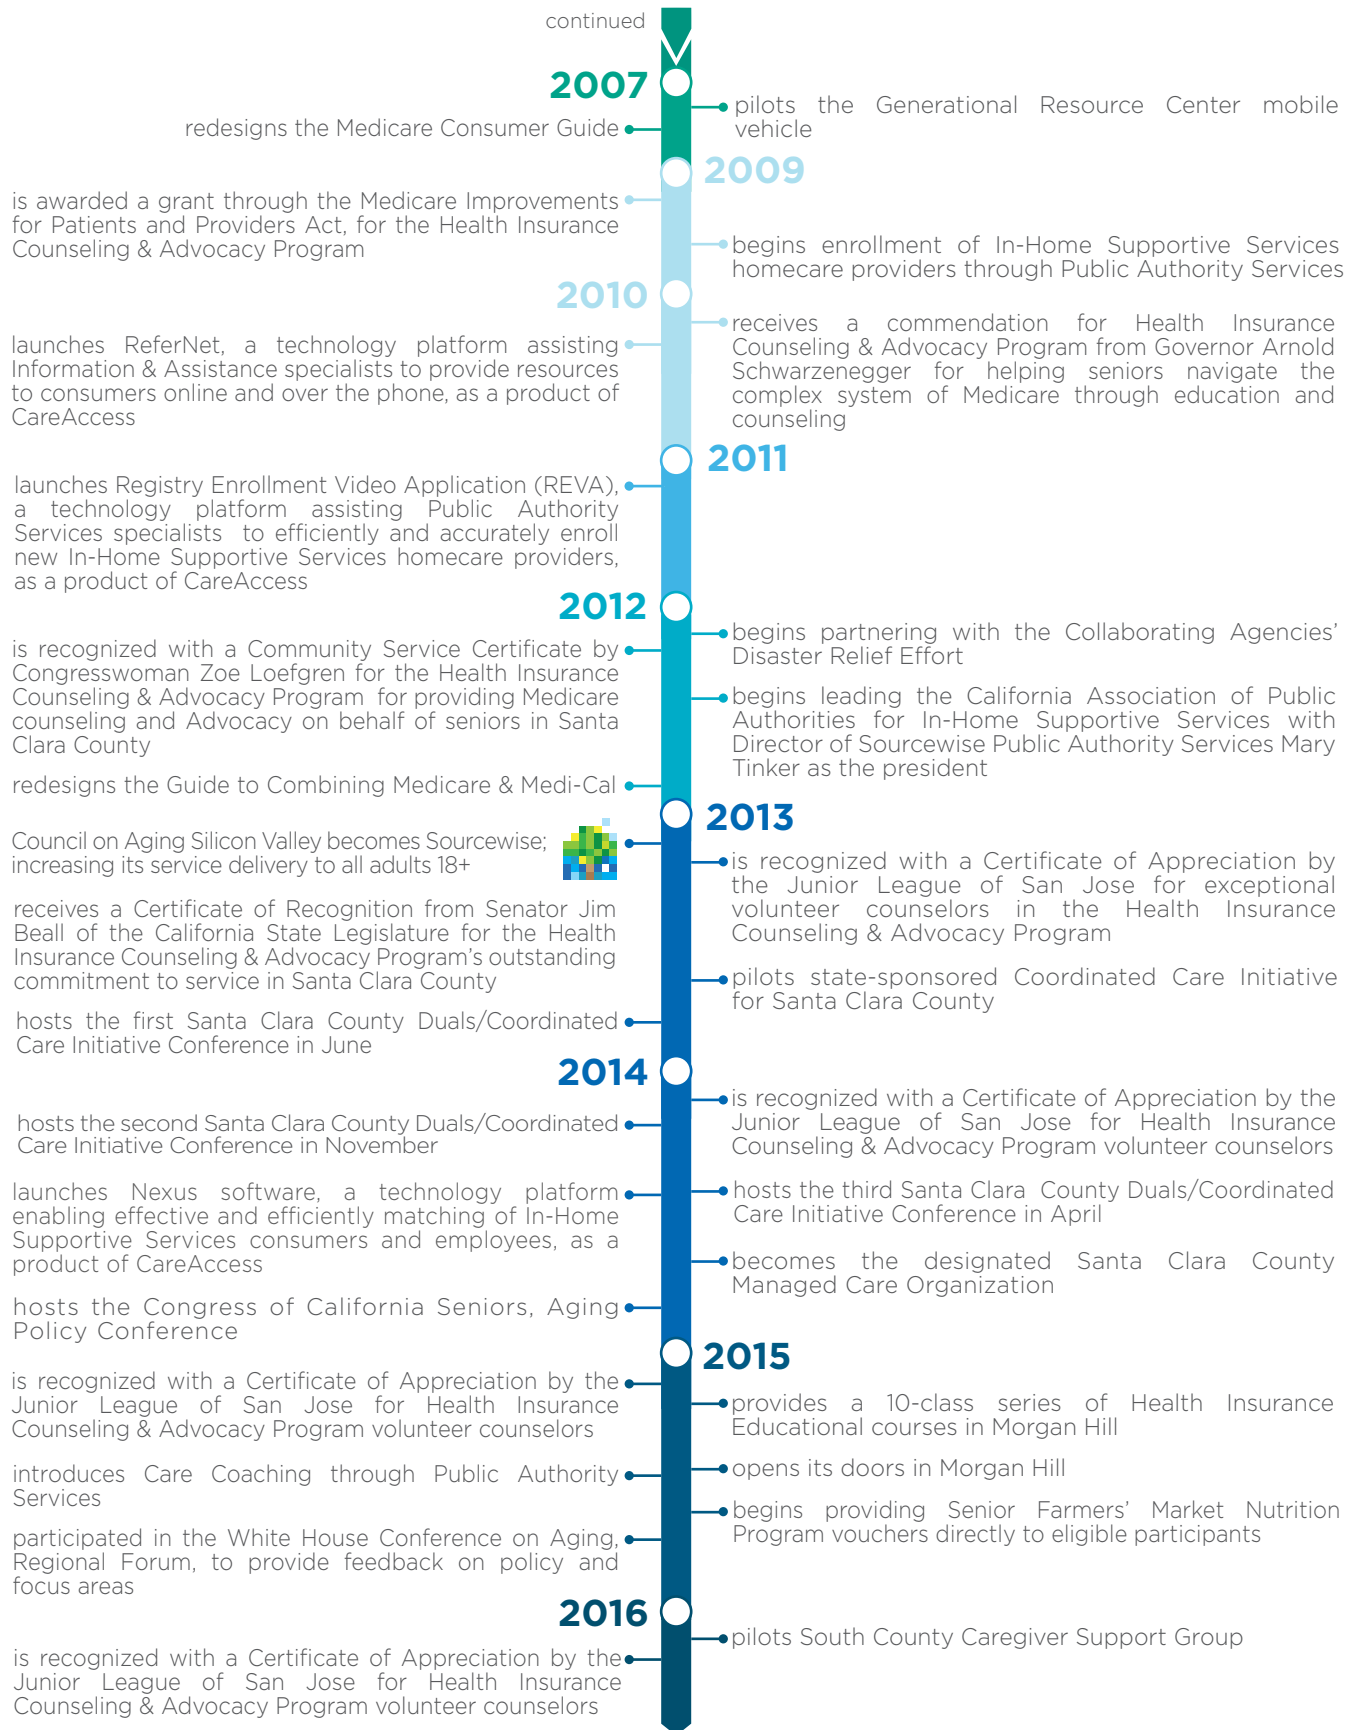 continued
2007
pilots the Generational Resource Center mobile
vehicle
redesigns the Medicare Consumer Guide
2009
is awarded a grant through the Medicare Improvements
for Patients and Providers Act, for the Health Insurance
Counseling & Advocacy Program
begins enrollment of In-Home Supportive Services
homecare providers through Public Authority Services
2010
receives a commendation for Health Insurance
Counseling & Advocacy Program from Governor Arnold
Schwarzenegger for helping seniors navigate the
complex system of Medicare through education and
counseling
launches ReferNet, a technology platform assisting
Information & Assistance specialists to provide resources
to consumers online and over the phone, as a product of
CareAccess
2011
launches Registry Enrollment Video Application (REVA),
a technology platform assisting Public Authority
Services specialists to efficiently and accurately enroll
new In-Home Supportive Services homecare providers,
as a product of CareAccess
2012
begins partnering with the Collaborating Agencies’
Disaster Relief Effort
is recognized with a Community Service Certificate by
Congresswoman Zoe Loefgren for the Health Insurance
Counseling & Advocacy Program for providing Medicare
counseling and Advocacy on behalf of seniors in Santa
Clara County
begins leading the California Association of Public
Authorities for In-Home Supportive Services with
Director of Sourcewise Public Authority Services Mary
Tinker as the president
redesigns the Guide to Combining Medicare & Medi-Cal
2013
Council on Aging Silicon Valley becomes Sourcewise;
increasing its service delivery to all adults 18+
is recognized with a Certificate of Appreciation by
the Junior League of San Jose for exceptional
volunteer counselors in the Health Insurance
Counseling & Advocacy Program
receives a Certificate of Recognition from Senator Jim
Beall of the California State Legislature for the Health
Insurance Counseling & Advocacy Program’s outstanding
commitment to service in Santa Clara County
pilots state-sponsored Coordinated Care Initiative
for Santa Clara County
hosts the first Santa Clara County Duals/Coordinated
Care Initiative Conference in June
2014
is recognized with a Certificate of Appreciation by the
Junior League of San Jose for Health Insurance
Counseling & Advocacy Program volunteer counselors
hosts the second Santa Clara County Duals/Coordinated
Care Initiative Conference in November
hosts the third Santa Clara County Duals/Coordinated
Care Initiative Conference in April
launches Nexus software, a technology platform
enabling effective and efficiently matching of In-Home
Supportive Services consumers and employees, as a
product of CareAccess
becomes the designated Santa Clara County
Managed Care Organization
hosts the Congress of California Seniors, Aging
Policy Conference
2015
is recognized with a Certificate of Appreciation by the
Junior League of San Jose for Health Insurance
Counseling & Advocacy Program volunteer counselors
provides a 10-class series of Health Insurance
Educational courses in Morgan Hill
opens its doors in Morgan Hill
introduces Care Coaching through Public Authority
Services
begins providing Senior Farmers’ Market Nutrition
Program vouchers directly to eligible participants
participated in the White House Conference on Aging,
Regional Forum, to provide feedback on policy and
focus areas
2016
pilots South County Caregiver Support Group
is recognized with a Certificate of Appreciation by the
Junior League of San Jose for Health Insurance
Counseling & Advocacy Program volunteer counselors